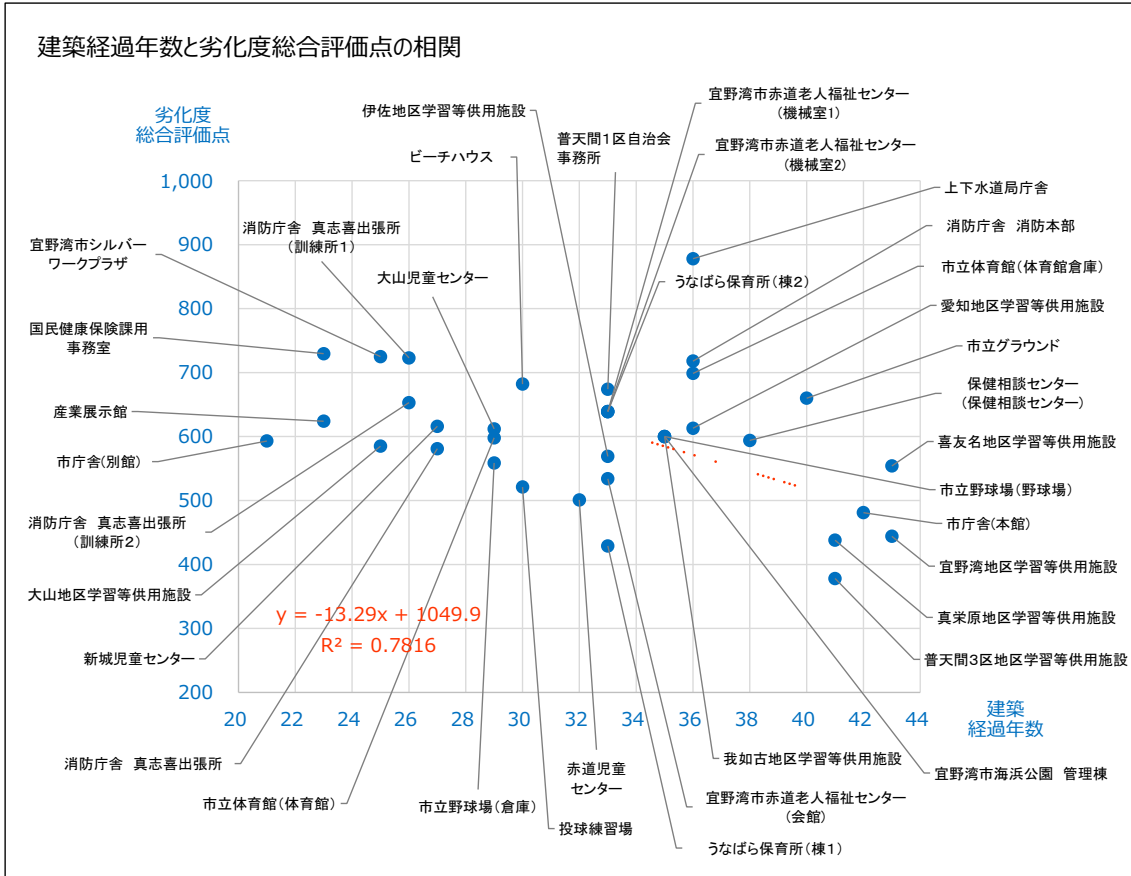 建築経過年数と劣化度総合評価点の相関
劣化度
総合評価点
伊佐地区学習等供用施設
ビーチハウス
普天間1区自治会
事務所
宜野湾市赤道老人福祉センター
(機械室1)
宜野湾市赤道老人福祉センター
(機械室2)
上下水道局庁舎
消防庁舎 消防本部
市立体育館(体育館倉庫)
愛知地区学習等供用施設
市立グラウンド
保健相談センター
(保健相談センター)
喜友名地区学習等供用施設
市立野球場(野球場)
市庁舎(本館)
宜野湾地区学習等供用施設
真栄原地区学習等供用施設
普天間3区地区学習等供用施設
うなばら保育所(棟2)
消防庁舎 真志喜出張所
(訓練所1)
大山児童センター
宜野湾市シルバー
ワークプラザ
国民健康保険課用
事務室
産業展示館
市庁舎(別館)
消防庁舎 真志喜出張所
(訓練所2)
大山地区学習等供用施設
新城児童センター
消防庁舎 真志喜出張所
市立体育館(体育館)
市立野球場(倉庫)
投球練習場
赤道児童
センター
我如古地区学習等供用施設
宜野湾市赤道老人福祉センター
(会館)
うなばら保育所(棟1)
宜野湾市海浜公園 管理棟
y = -13.29x + 1049.9
R² = 0.7816
1,000
900
800
700
600
500
400
300
200
20 22 24 26 28 30 32 34 36 38 40 42 44
建築
経過年数